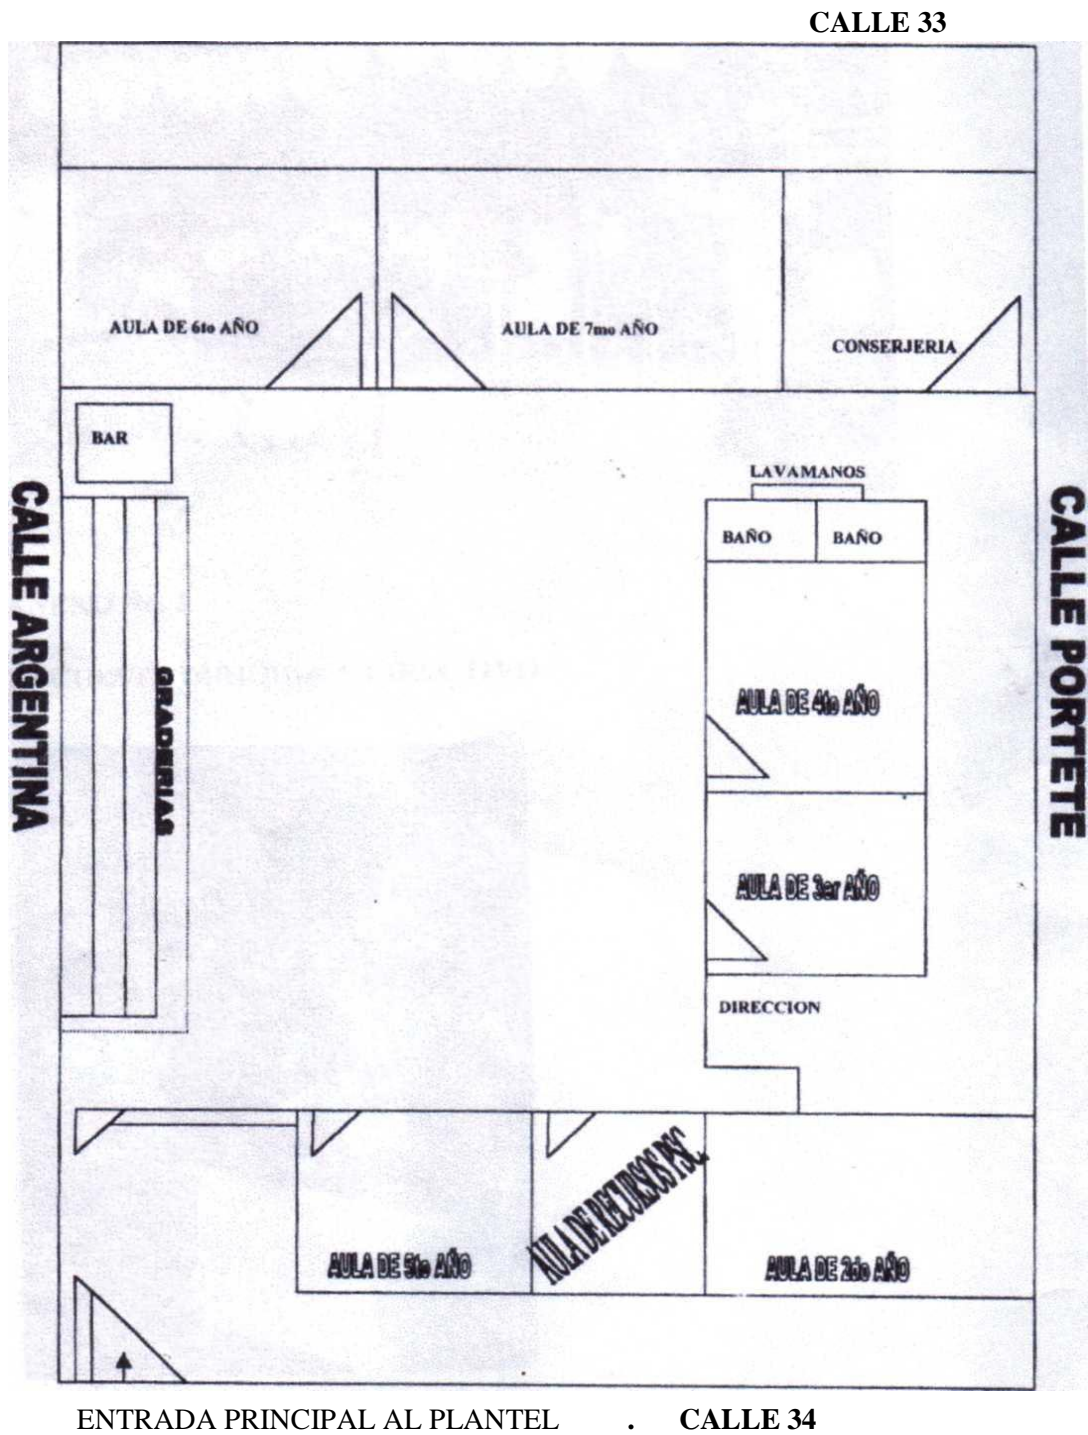 CALLE 33
AULA DE 6to AÑO
AULA DE 7mo AÑO
CONSERJERIA
BAR
LAVAMANOS
BAÑO
BAÑO
CALLE ARGENTINA
GRADERIAS
CALLE PORTETE
AULA DE 4to AÑO
AULA DE 3er AÑO
DIRECCION
AULA DE RECURSOS PSC.
AULA DE 5to AÑO
AULA DE 2do AÑO
ENTRADA PRINCIPAL AL PLANTEL . CALLE 34